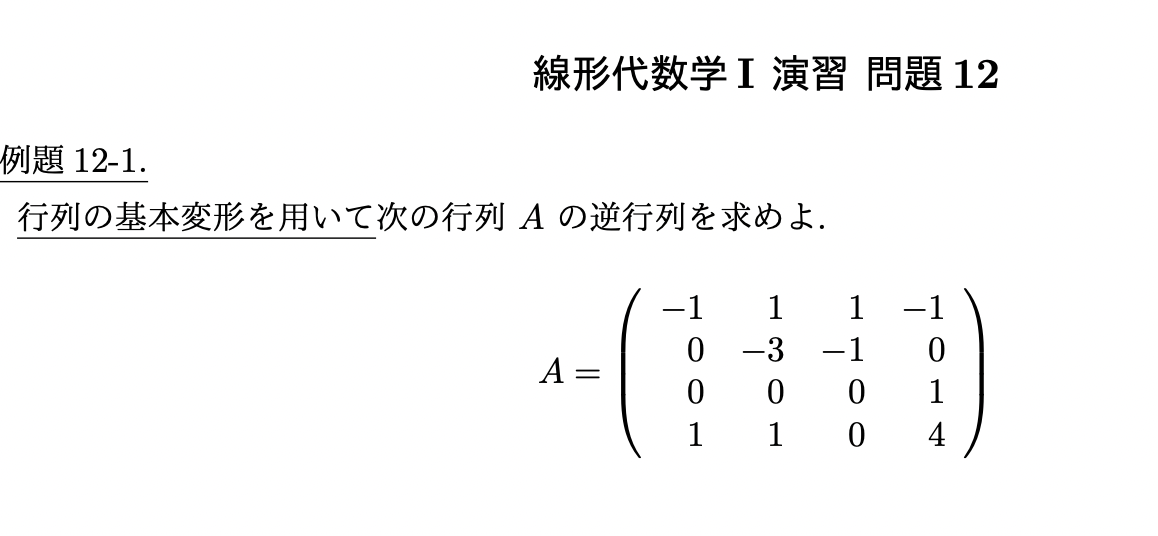 線形代数学 I 演習 問題 12
例題 12-1.
行列の基本変形を用いて次の行列 A の逆行列を求めよ.
A = 
−1 1 1 −1
0 −3 −1 0
0 0 0 1
1 1 0 4